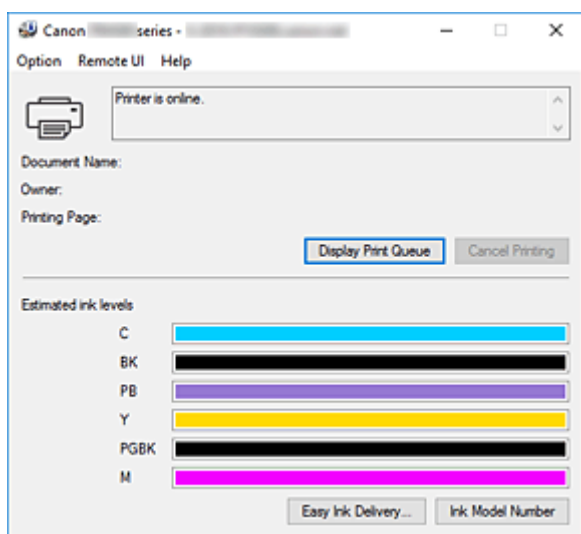 Canon series -
Option Remote UI Help
Printer is online.
Document Name:
Owner:
Printing Page:
Display Print Queue Cancel Printing
Estimated ink levels
C
BK
PB
Y
PGBK
M
Easy Ink Delivery... Ink Model Number